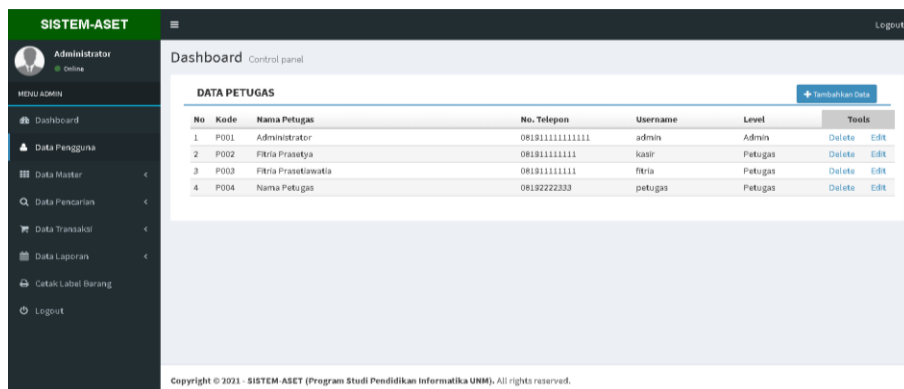 SISTEM-ASET
Logout
Administrator
Online
Dashboard Control panel
MENU ADMIN
DATA PETUGAS
Tambahkan Data
Dashboard
Data Pengguna
Data Master
Data Pencarian
Data Transaksi
Data Laporan
Cetak Label Barang
Logout
No Kode Nama Petugas No. Telepon Username Level Tools
1 P001 Administrator 081911111111111 admin Admin Delete Edit
2 P002 Fitria Prasetya 081911111111 kasir Petugas Delete Edit
3 P003 Fitria Prasetiawatia 081911111111 fitria Petugas Delete Edit
4 P004 Nama Petugas 08192222333 petugas Petugas Delete Edit
Copyright © 2021 - SISTEM-ASET (Program Studi Pendidikan Informatika UNM). All rights reserved.